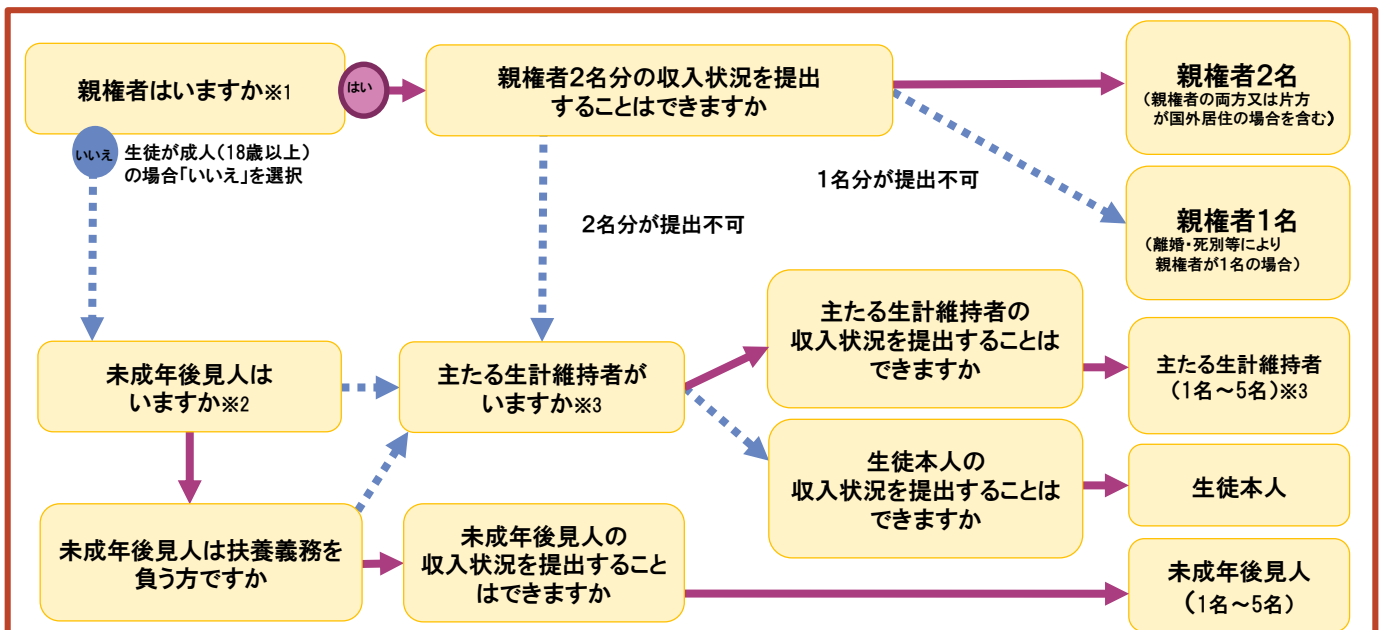 親権者はいますか※1
はい
親権者2名分の収入状況を提出
することはできますか
親権者2名
(親権者の両方又は片方
が国外居住の場合を含む)
いいえ
生徒が成人(18歳以上)
の場合「いいえ」を選択
1名分が提出不可
2名分が提出不可
親権者1名
(離婚・死別等により
親権者が1名の場合)
未成年後見人は
いますか※2
主たる生計維持者が
いますか※3
主たる生計維持者の
収入状況を提出することは
できますか
主たる生計維持者
(1名～5名)※3
生徒本人の
収入状況を提出することは
できますか
生徒本人
未成年後見人は扶養義務を
負う方ですか
未成年後見人の
収入状況を提出すること
はできますか
未成年後見人
(1名～5名)